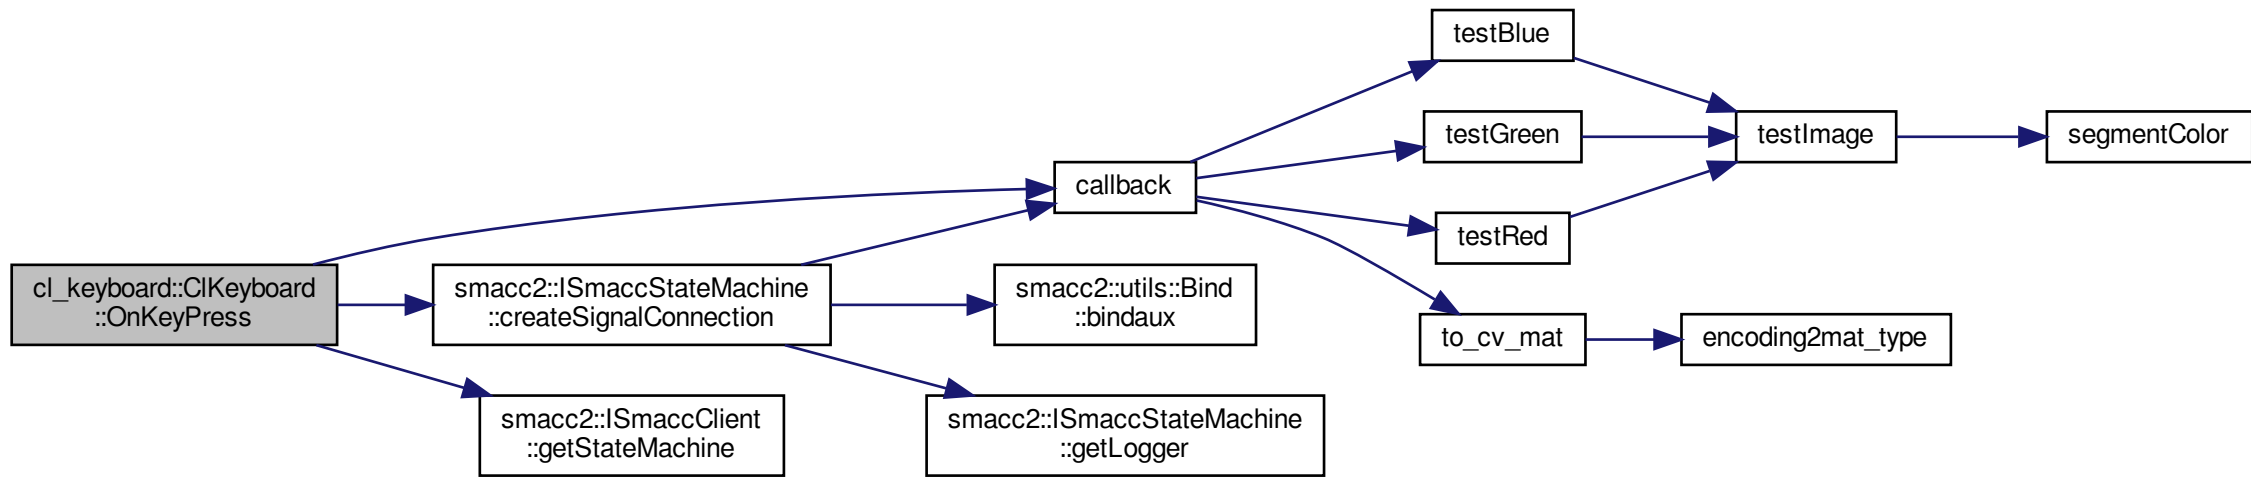 cl_keyboard::ClKeyboard
::OnKeyPress
smacc2::ISmaccStateMachine
::createSignalConnection
smacc2::ISmaccClient
::getStateMachine
callback
smacc2::utils::Bind
::bindaux
smacc2::ISmaccStateMachine
::getLogger
testBlue
testGreen
testRed
to_cv_mat
testImage
encoding2mat_type
segmentColor